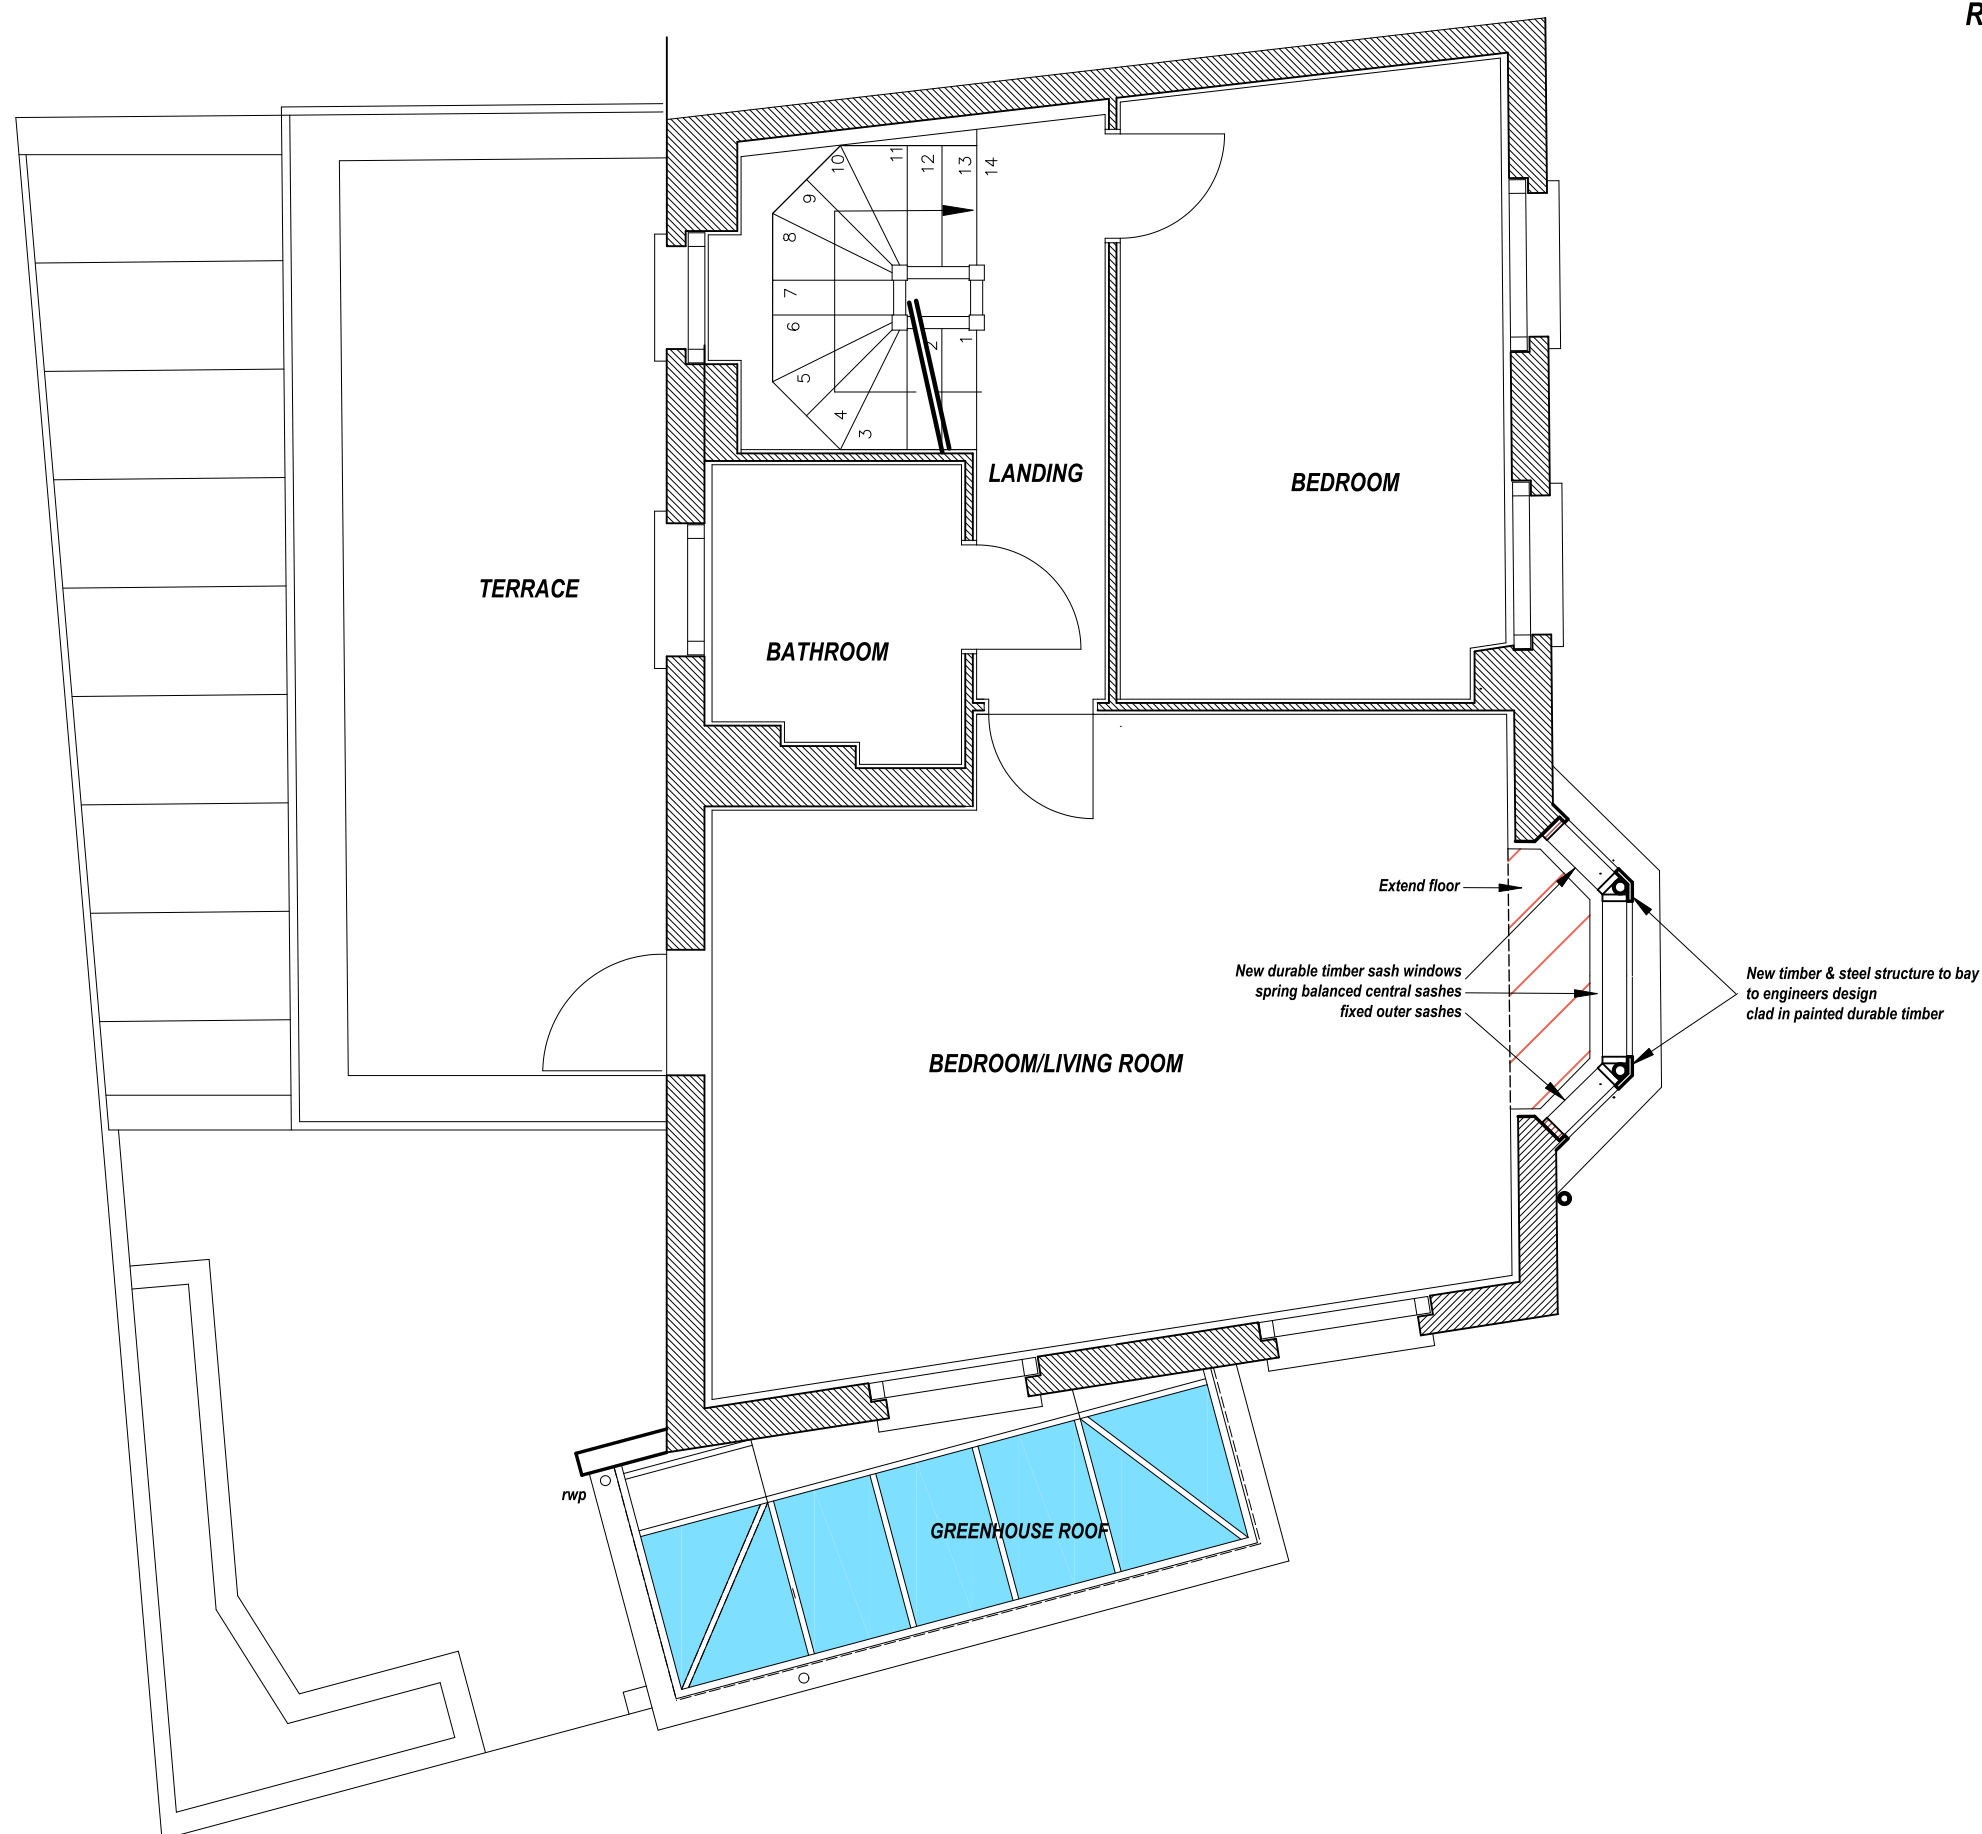 R
10
11
12
13
14
9
8
7
6
5
4
3
2
1
LANDING
BEDROOM
TERRACE
BATHROOM
Extend floor
New durable timber sash windows
spring balanced central sashes
fixed outer sashes
New timber & steel structure to bay
to engineers design
clad in painted durable timber
BEDROOM/LIVING ROOM
rwp
GREENHOUSE ROOF